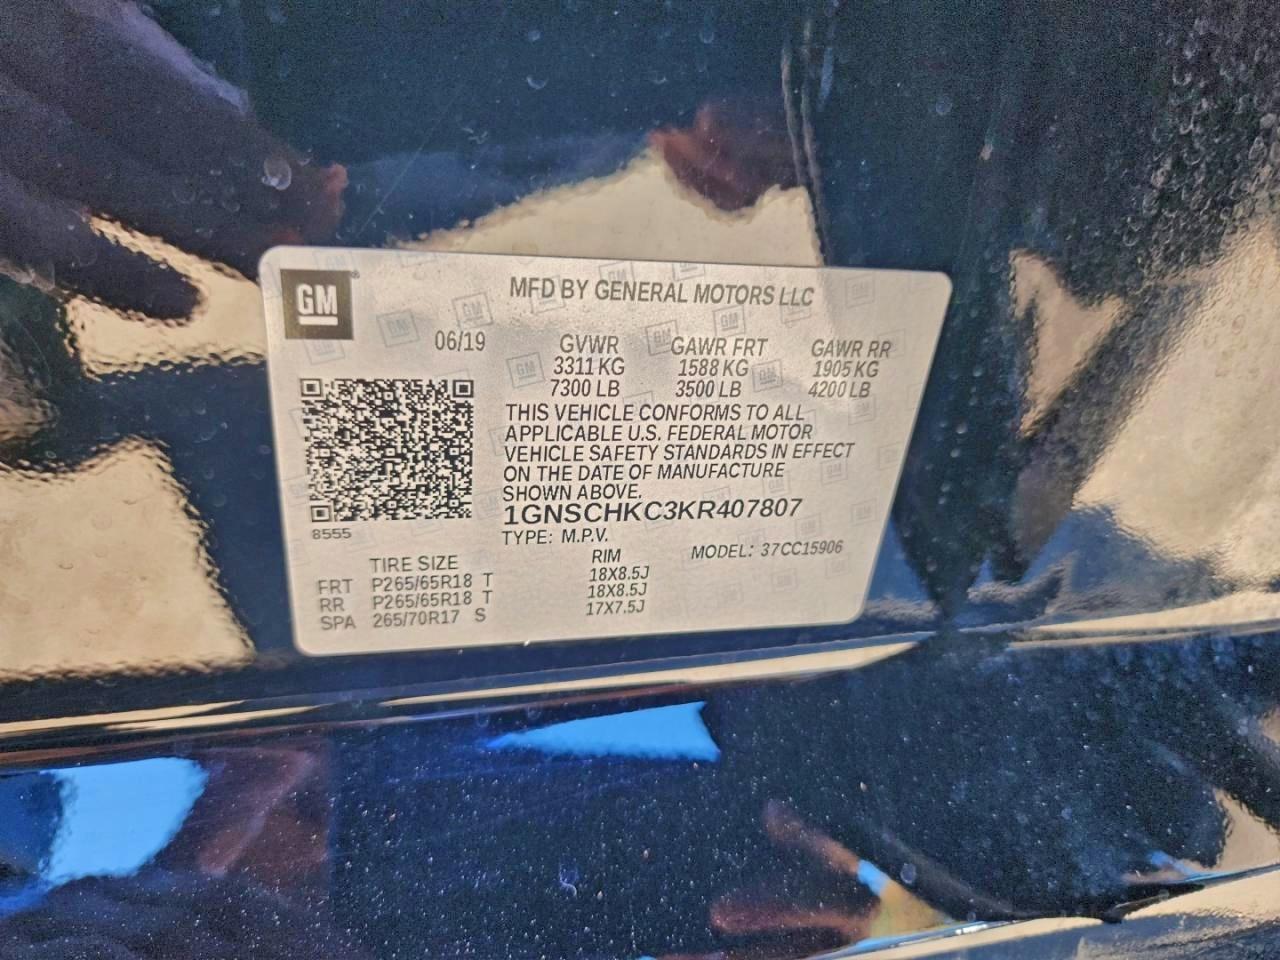 GM
MFD BY GENERAL MOTORS LLC
06/19 GVWR GAWR FRT GAWR RR
3311 KG 1588 KG 1905 KG
7300 LB 3500 LB 4200 LB
THIS VEHICLE CONFORMS TO ALL
APPLICABLE U.S. FEDERAL MOTOR
VEHICLE SAFETY STANDARDS IN EFFECT
ON THE DATE OF MANUFACTURE
SHOWN ABOVE.
1GNSCHKC3KR407807
8555
TYPE: M.P.V. MODEL: 37CC15906
TIRE SIZE RIM
FRT P265/65R18 T 18X8.5J
RR P265/65R18 T 18X8.5J
SPA 265/70R17 S 17X7.5J